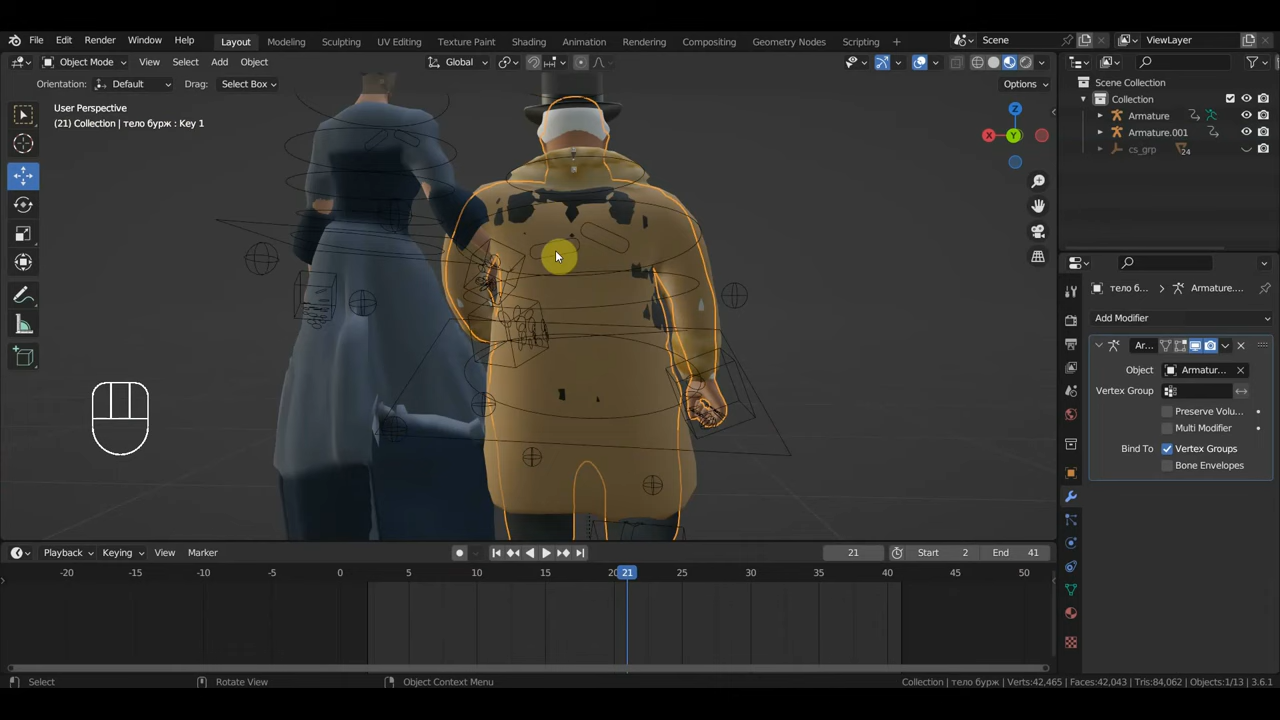 File Edit Render Window Help Layout Modeling Sculpting UV Editing Texture Paint Shading Animation Rendering Compositing Geometry Nodes Scripting + Scene ViewLayer
Object Mode View Select Add Object Global Options
Orientation: Default Drag: Select Box
User Perspective
(21) Collection | тело бурж : Key 1
X Y Z
Scene Collection
Collection
Armature
Armature.001
cs_grp 24
тело б... Armature...
Add Modifier
Ar...
Object Armatur...
Vertex Group
Preserve Volu...
Multi Modifier
Bind To Vertex Groups
Bone Envelopes
Playback Keying View Marker 21 Start 2 End 41
-20 -15 -10 -5 0 5 10 15 20 21 25 30 35 40 45 50
Select Rotate View Object Context Menu Collection | тело бурж | Verts:42,465 | Faces:42,043 | Tris:84,062 | Objects:1/13 | 3.6.1